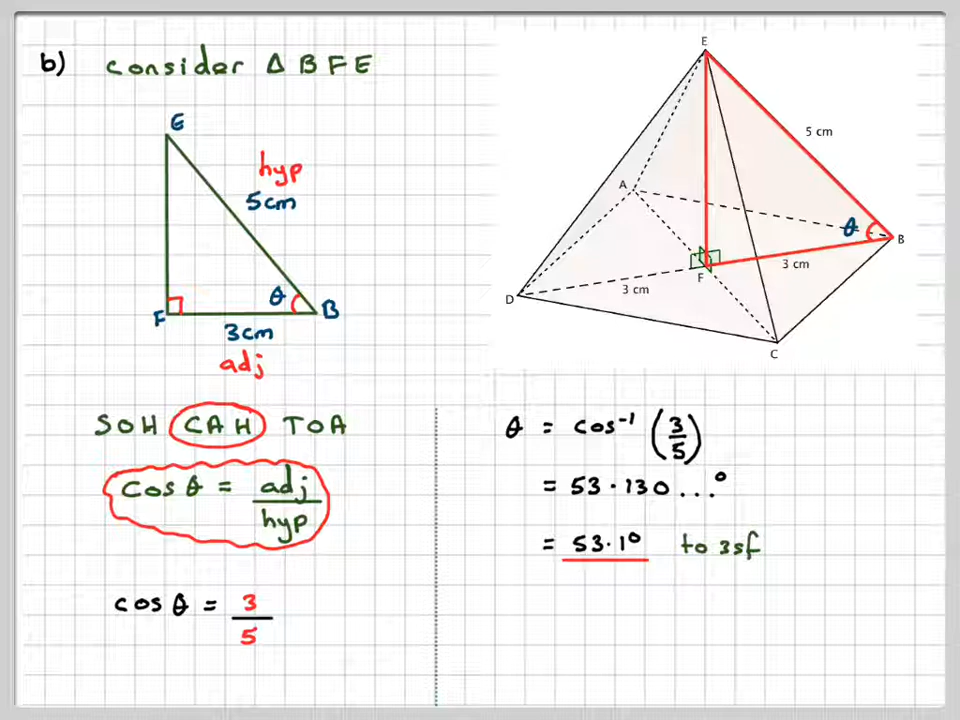 b) consider Δ B F E
E
hyp
5cm
θ
F
B
3cm
adj
SOH CAH TOA
cos θ = adj
hyp
cos θ = 3
5
E
5 cm
A
θ
B
3 cm
F
3 cm
D
C
θ = cos⁻¹ (3/5)
= 53·130...°
= 53·1° to 3sf